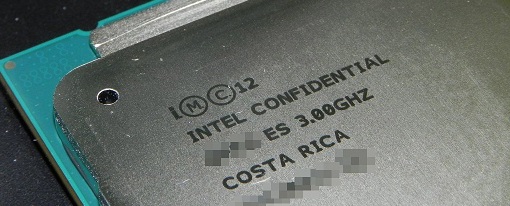 i Ⓜ Ⓒ 12
INTEL CONFIDENTIAL
ES 3.00GHZ
COSTA RICA